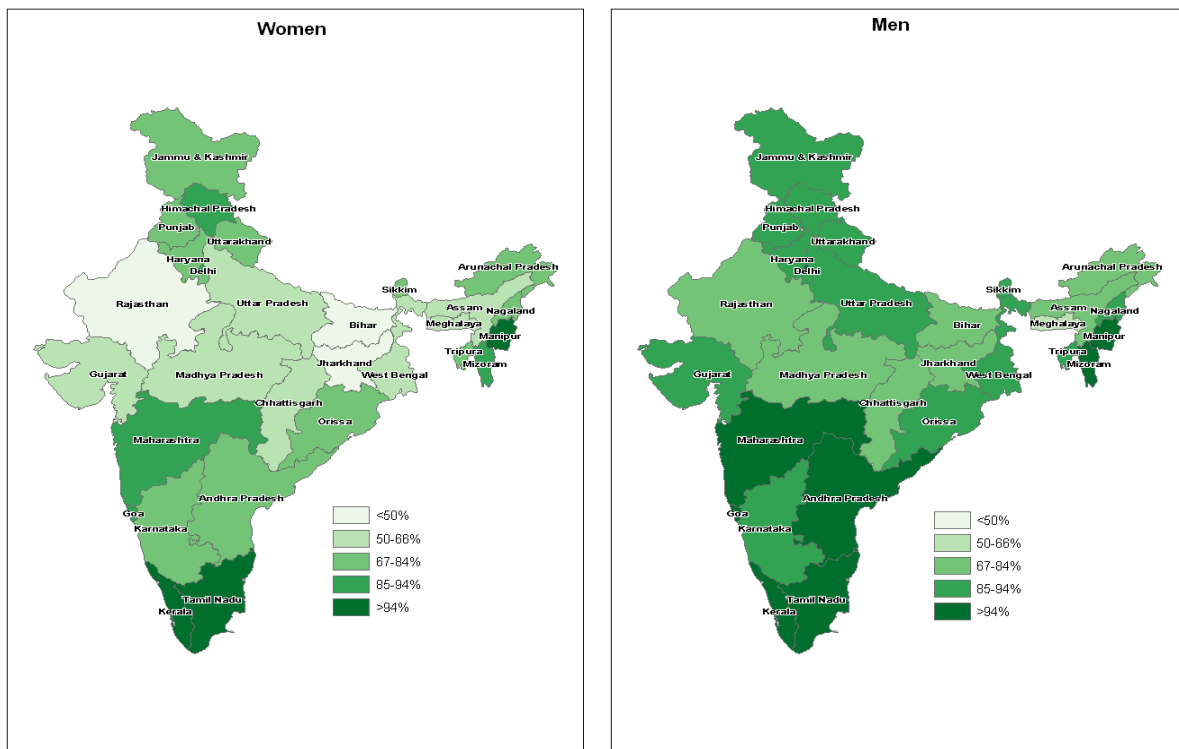 Women
Jammu & Kashmir
Himachal Pradesh
Punjab
Uttarakhand
Haryana
Delhi
Arunachal Pradesh
Sikkim
Rajasthan
Uttar Pradesh
Assam
Nagaland
Bihar
Meghalaya
Manipur
Tripura
Mizoram
Jharkhand
Gujarat
Madhya Pradesh
West Bengal
Chhattisgarh
Orissa
Maharashtra
Andhra Pradesh
Goa
Karnataka
Tamil Nadu
Kerala
<50%
50-66%
67-84%
85-94%
>94%
Men
Jammu & Kashmir
Himachal Pradesh
Punjab
Uttarakhand
Haryana
Delhi
Arunachal Pradesh
Sikkim
Rajasthan
Uttar Pradesh
Assam
Nagaland
Bihar
Meghalaya
Manipur
Tripura
Mizoram
Jharkhand
Gujarat
Madhya Pradesh
West Bengal
Chhattisgarh
Orissa
Maharashtra
Andhra Pradesh
Goa
Karnataka
Tamil Nadu
Kerala
<50%
50-66%
67-84%
85-94%
>94%